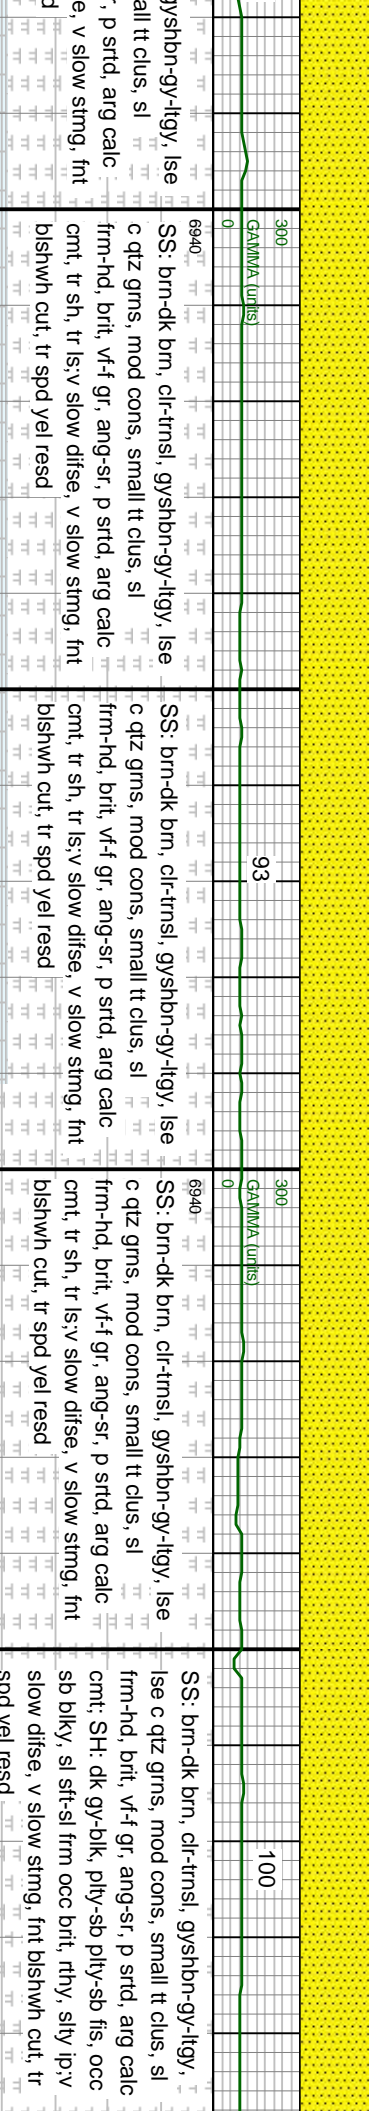 gyshbn-gy-ltgy, lse
all tt clus, sl
r, p srtd, arg calc
e, v slow stmg, fnt
d
300
GAMMA (units)
0
6940
SS: brn-dk brn, clr-trnsl, gyshbn-gy-ltgy, lse
c qtz grns, mod cons, small tt clus, sl
frm-hd, brit, vf-f gr, ang-sr, p srtd, arg calc
cmt, tr sh, tr ls;v slow difse, v slow stmg, fnt
blshwh cut, tr spd yel resd
93
SS: brn-dk brn, clr-trnsl, gyshbn-gy-ltgy, lse
c qtz grns, mod cons, small tt clus, sl
frm-hd, brit, vf-f gr, ang-sr, p srtd, arg calc
cmt, tr sh, tr ls;v slow difse, v slow stmg, fnt
blshwh cut, tr spd yel resd
300
GAMMA (units)
0
6940
SS: brn-dk brn, clr-trnsl, gyshbn-gy-ltgy, lse
c qtz grns, mod cons, small tt clus, sl
frm-hd, brit, vf-f gr, ang-sr, p srtd, arg calc
cmt, tr sh, tr ls;v slow difse, v slow stmg, fnt
blshwh cut, tr spd yel resd
100
SS: brn-dk brn, clr-trnsl, gyshbn-gy-ltgy,
lse c qtz grns, mod cons, small tt clus, sl
frm-hd, brit, vf-f gr, ang-sr, p srtd, arg calc
cmt; SH: dk gy-blk, plty-sb plty-sb fis, occ
sb blky, sl sft-sl frm occ brit, rthy, slty ip;v
slow difse, v slow stmg, fnt blshwh cut, tr
spd yel resd